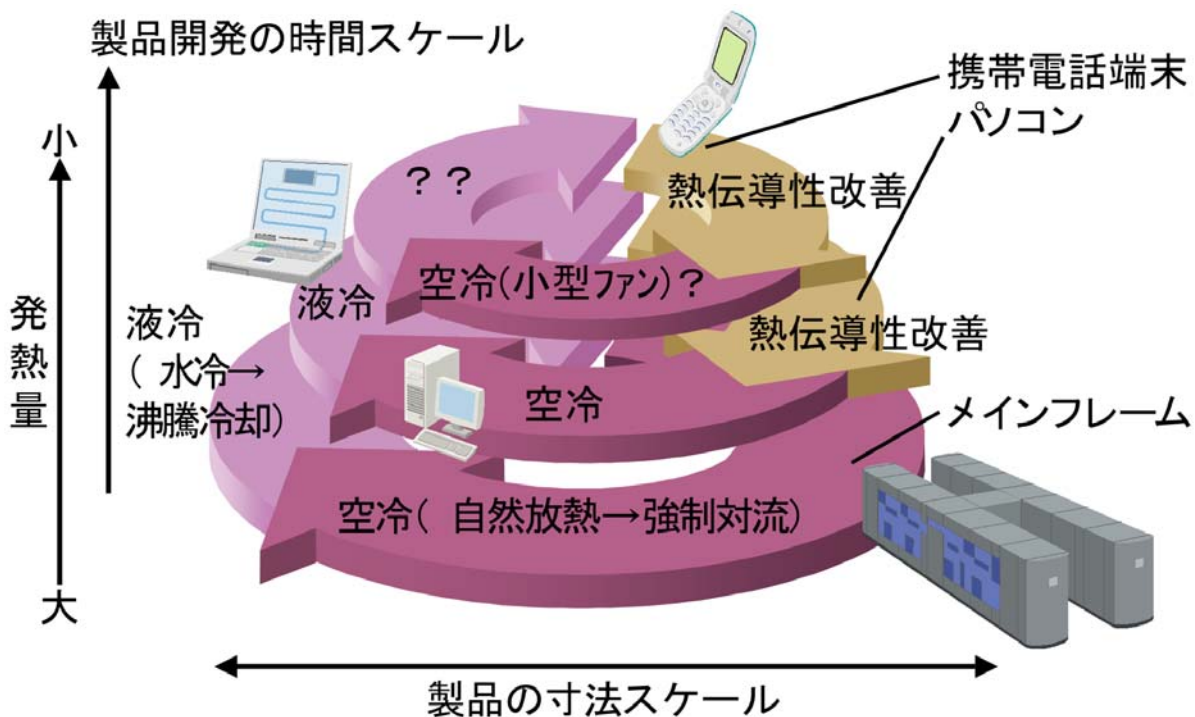 製品開発の時間スケール
携帯電話端末
パソコン
小
??
熱伝導性改善
空冷(小型ファン)?
液冷
熱伝導性改善
発熱量
液冷
( 水冷→
沸騰冷却)
空冷
メインフレーム
空冷( 自然放熱→強制対流)
大
製品の寸法スケール